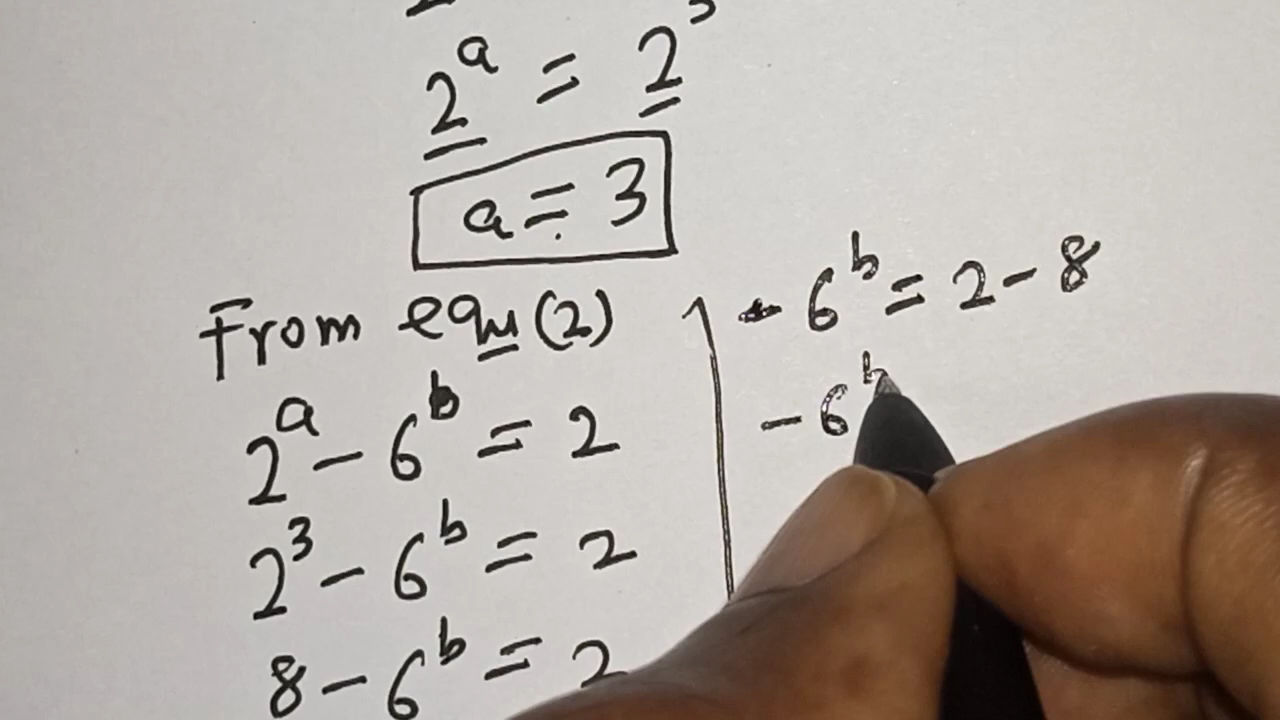 2^a = 2^3
a = 3
From equ (2)
2^a - 6^b = 2
2^3 - 6^b = 2
8 - 6^b = 2
- 6^b = 2 - 8
- 6^b